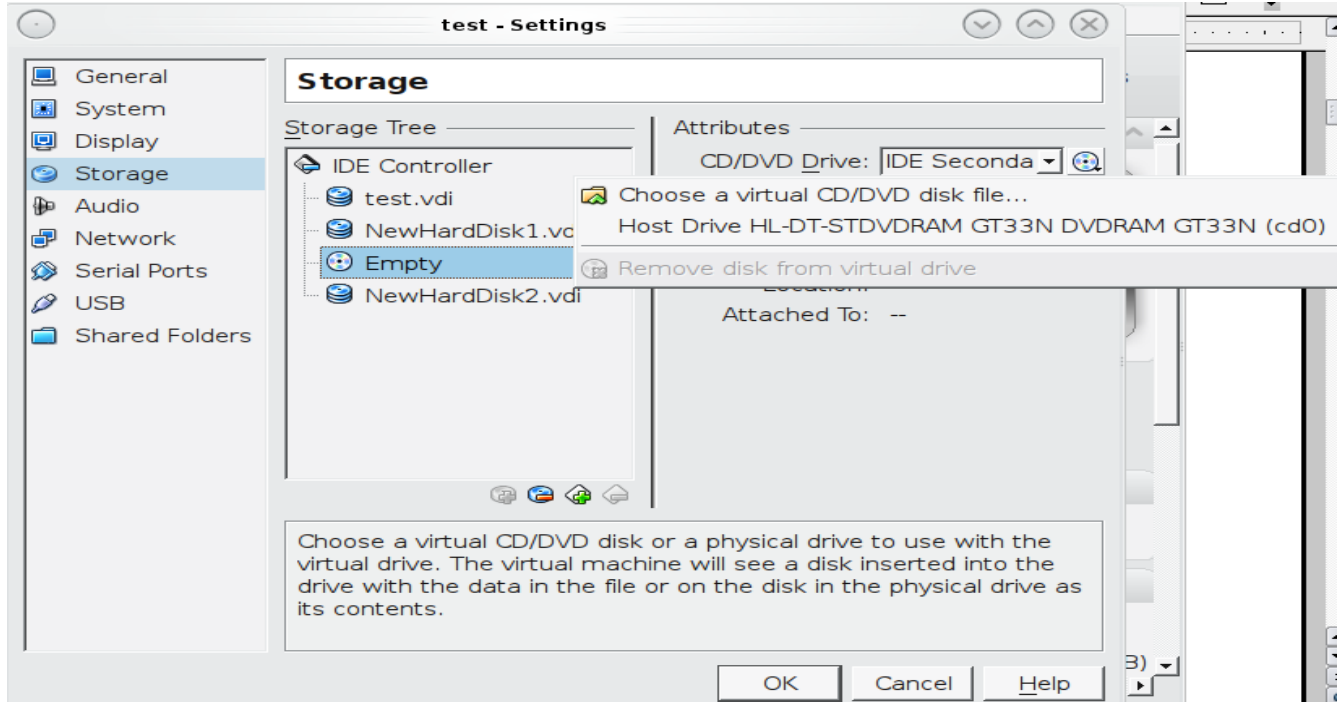 test - Settings
General
System
Display
Storage
Audio
Network
Serial Ports
USB
Shared Folders
Storage
Storage Tree
IDE Controller
test.vdi
NewHardDisk1.vd
Empty
NewHardDisk2.vdi
Attributes
CD/DVD Drive: IDE Seconda
Choose a virtual CD/DVD disk file...
Host Drive HL-DT-STDVDRAM GT33N DVDRAM GT33N (cd0)
Remove disk from virtual drive
Location:
Attached To: --
Choose a virtual CD/DVD disk or a physical drive to use with the
virtual drive. The virtual machine will see a disk inserted into the
drive with the data in the file or on the disk in the physical drive as
its contents.
OK
Cancel
Help